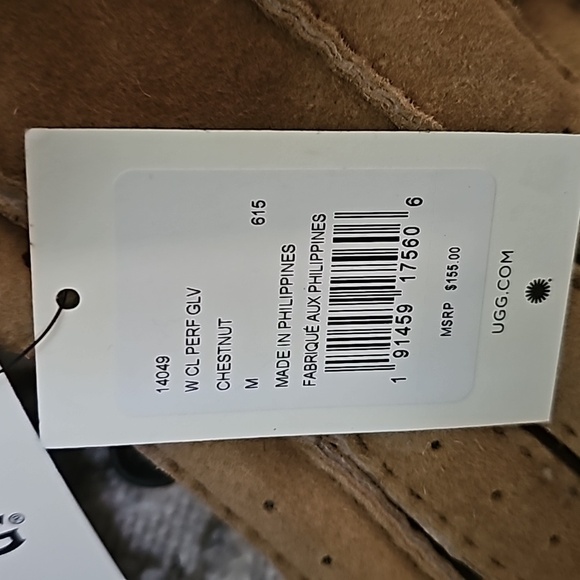 14049
W CL PERF GLV
CHESTNUT
M 615
MADE IN PHILIPPINES
FABRIQUÉ AUX PHILIPPINES
1 91459 17560 6
MSRP $155.00
UGG.COM
G®